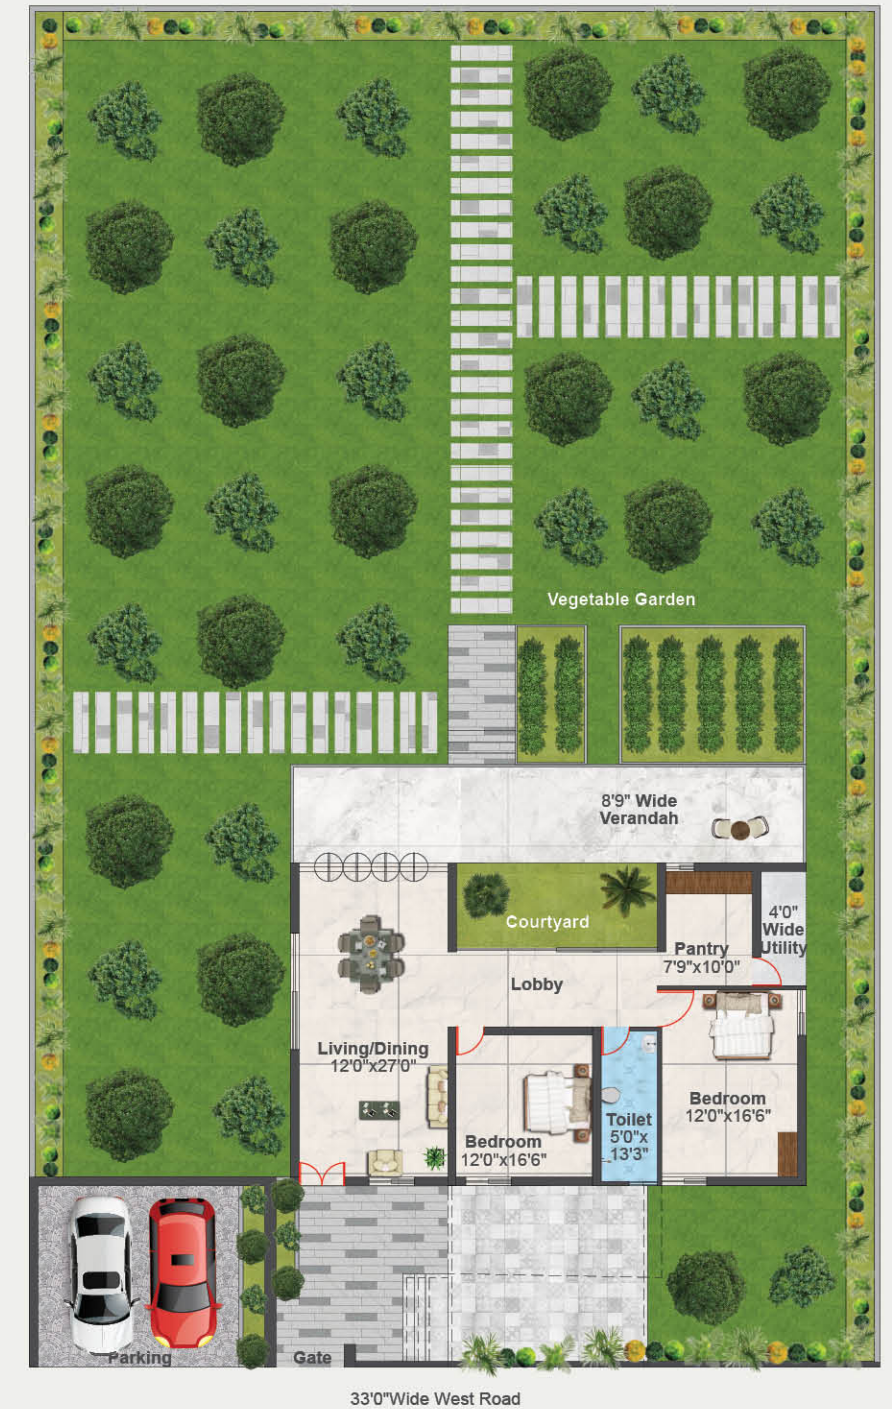 Vegetable Garden
8'9" Wide
Verandah
Courtyard
4'0"
Wide
Utility
Pantry
7'9"x10'0"
Lobby
Living/Dining
12'0"x27'0"
Bedroom
12'0"x16'6"
Toilet
5'0"x
13'3"
Bedroom
12'0"x16'6"
Parking
Gate
33'0"Wide West Road